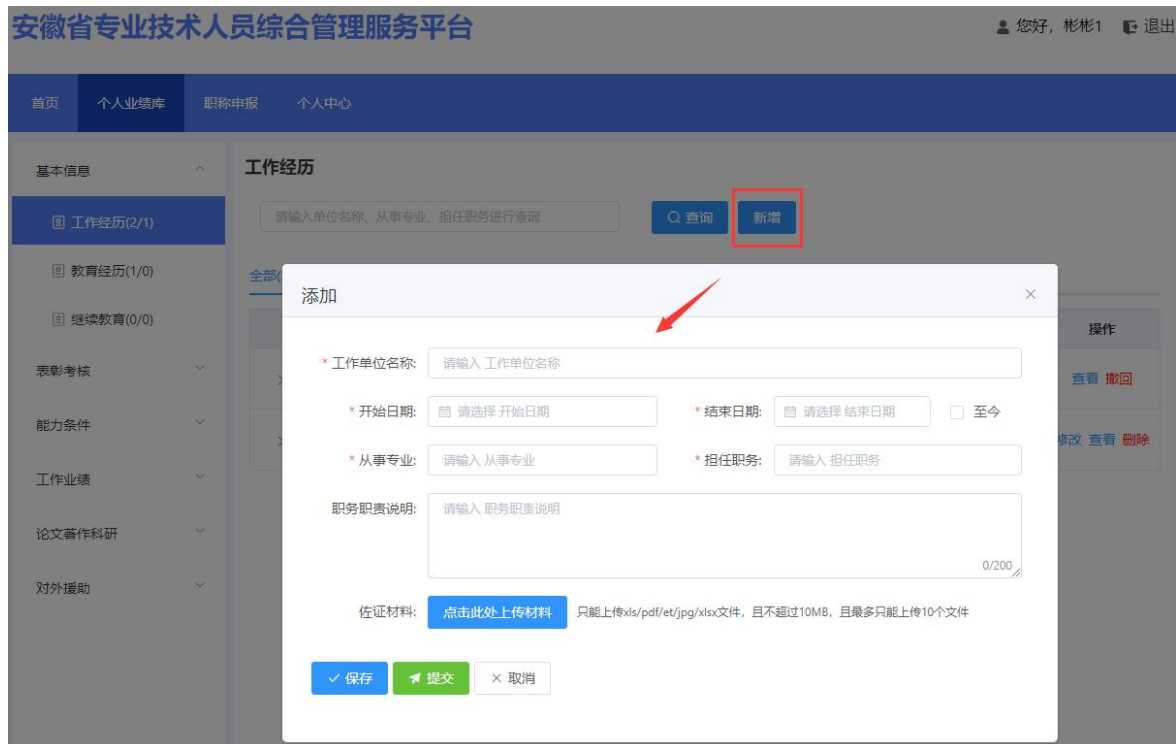 安徽省专业技术人员综合管理服务平台
您好，彬彬1 退出
首页 个人业绩库 职称申报 个人中心
基本信息
工作经历
工作经历(2/1)
请输入单位名称、从事专业、担任职务进行查询 查询 新增
教育经历(1/0)
全部(
添加
继续教育(0/0)
操作
* 工作单位名称: 请输入 工作单位名称
表彰考核
查看 撤回
* 开始日期: 请选择 开始日期 * 结束日期: 请选择 结束日期 至今
能力条件
修改 查看 删除
* 从事专业: 请输入 从事专业 * 担任职务: 请输入 担任职务
工作业绩
职务职责说明: 请输入 职务职责说明
论文著作科研
0/200
对外援助
佐证材料: 点击此处上传材料 只能上传xls/pdf/et/jpg/xlsx文件，且不超过10MB，且最多只能上传10个文件
保存 提交 取消